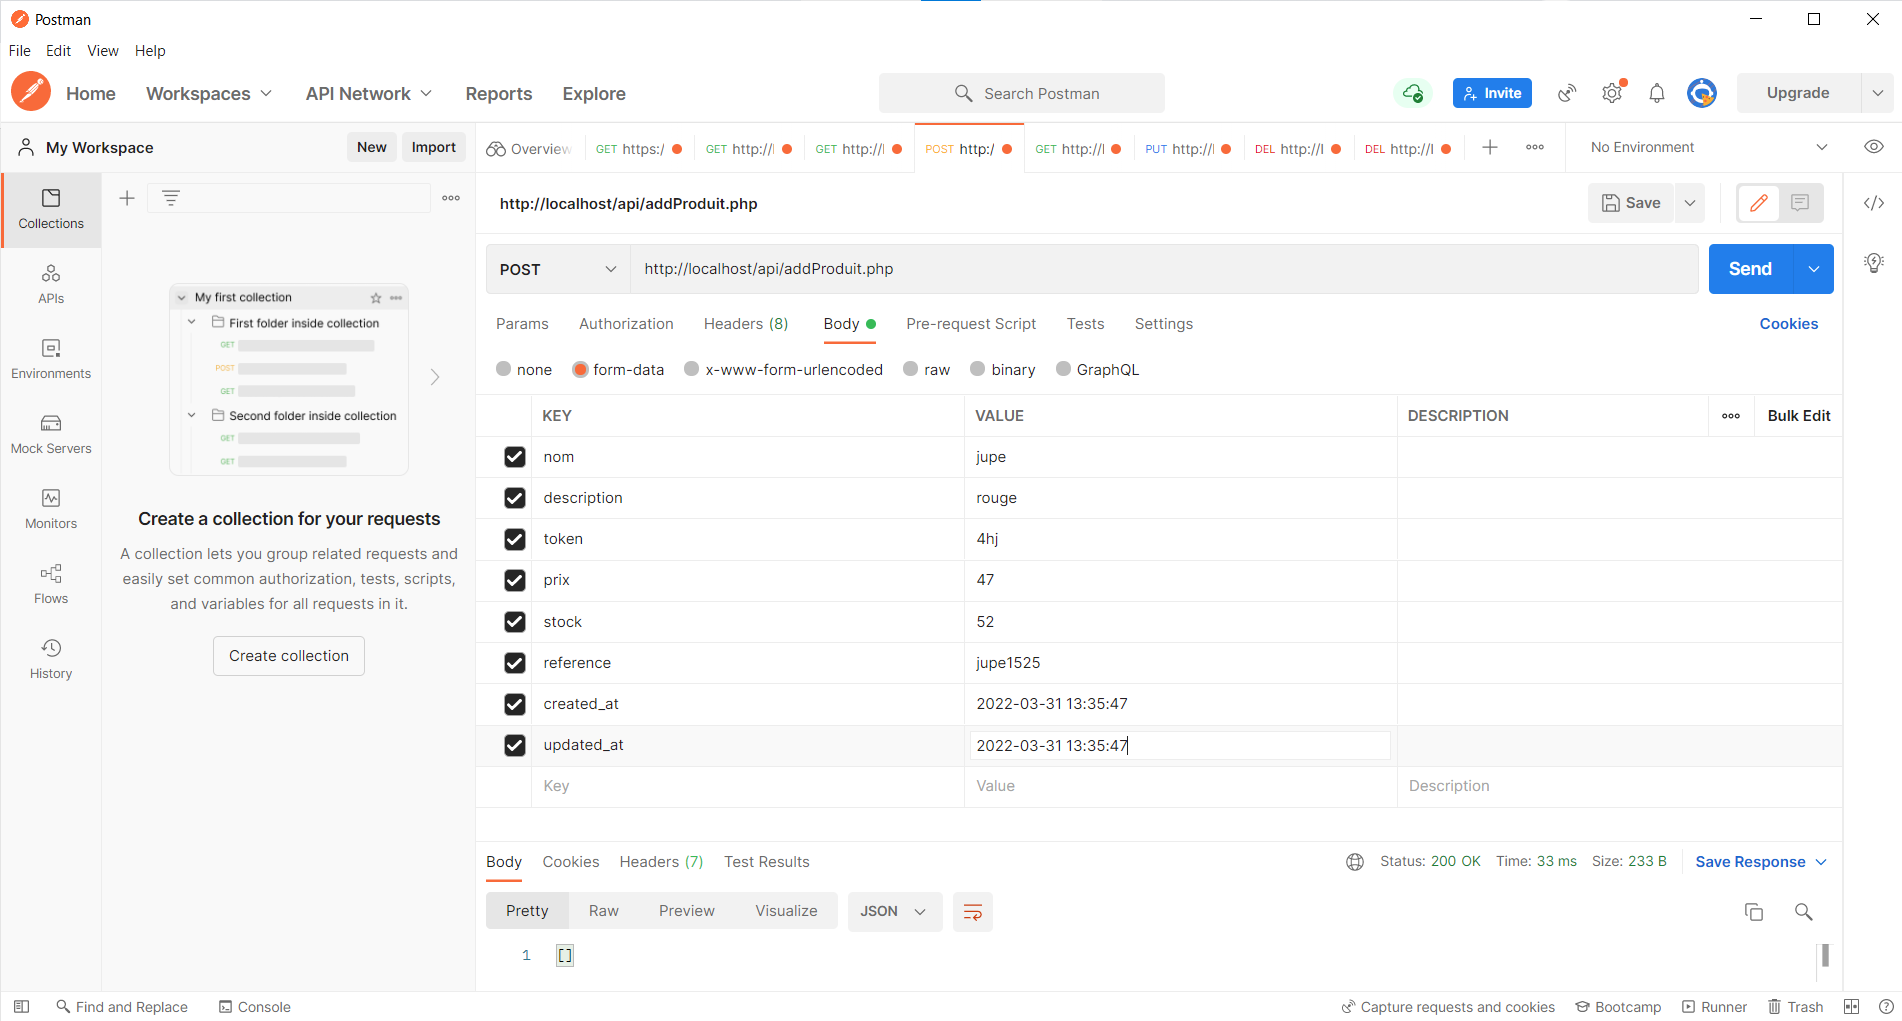 Postman
File Edit View Help
Home Workspaces API Network Reports Explore Search Postman Invite Upgrade
My Workspace New Import
Overview GET https:/ GET http://l GET http://l POST http:/ GET http://l PUT http://l DEL http://l DEL http://l No Environment
Collections
APIs
Environments
Mock Servers
Monitors
Flows
History
My first collection
First folder inside collection
GET
POST
GET
Second folder inside collection
GET
GET
Create a collection for your requests
A collection lets you group related requests and
easily set common authorization, tests, scripts,
and variables for all requests in it.
Create collection
http://localhost/api/addProduit.php Save
POST http://localhost/api/addProduit.php Send
Params Authorization Headers (8) Body Pre-request Script Tests Settings Cookies
none form-data x-www-form-urlencoded raw binary GraphQL
KEY VALUE DESCRIPTION Bulk Edit
nom jupe
description rouge
token 4hj
prix 47
stock 52
reference jupe1525
created_at 2022-03-31 13:35:47
updated_at 2022-03-31 13:35:47
Key Value Description
Body Cookies Headers (7) Test Results Status: 200 OK Time: 33 ms Size: 233 B Save Response
Pretty Raw Preview Visualize JSON
1 []
Find and Replace Console Capture requests and cookies Bootcamp Runner Trash